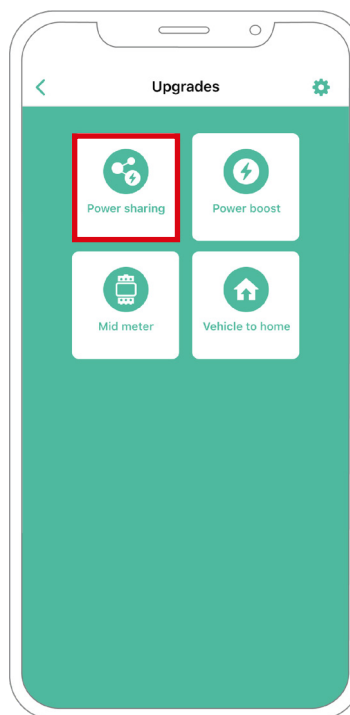 Upgrades
Power sharing
Power boost
Mid meter
Vehicle to home